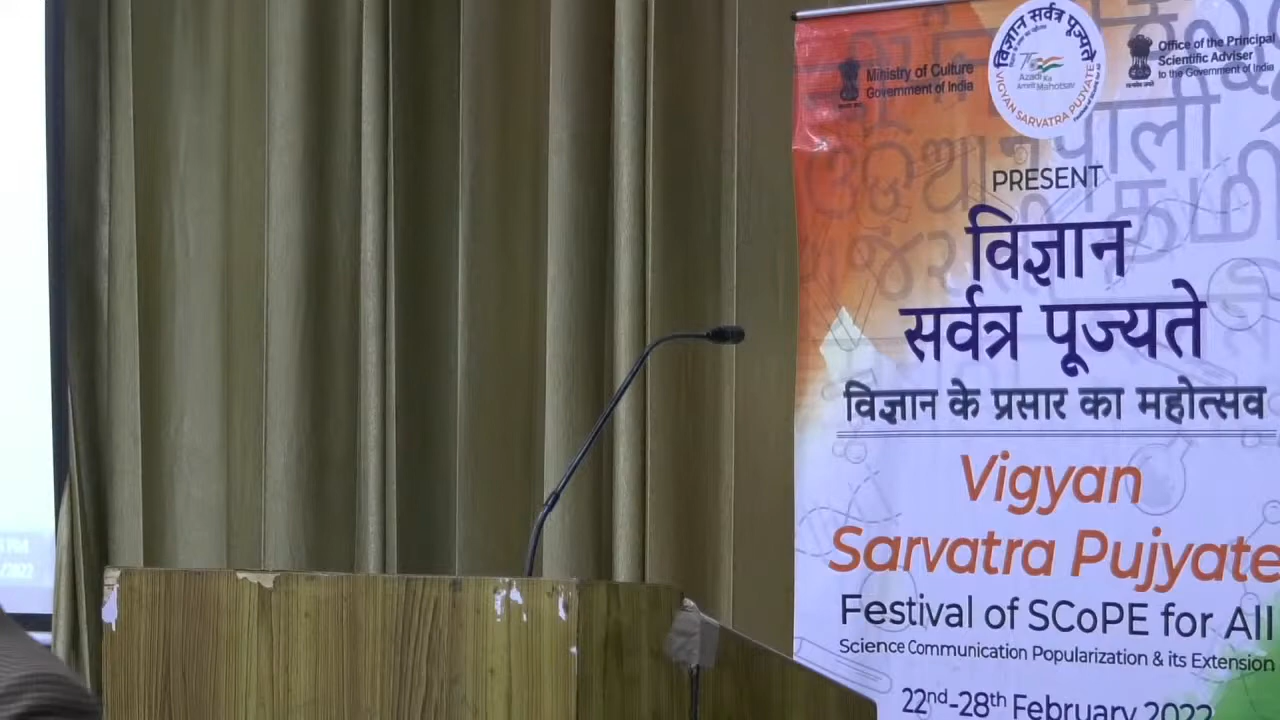 Ministry of Culture
Government of India
विज्ञान सर्वत्र पूज्यते
Azadi Ka
Amrit Mahotsav
VIGYAN SARVATRA PUJYATE
Office of the Principal
Scientific Adviser
to the Government of India
PRESENT
विज्ञान
सर्वत्र पूज्यते
विज्ञान के प्रसार का महोत्सव
Vigyan
Sarvatra Pujyate
Festival of SCoPE for All
Science Communication Popularization & its Extension
22nd-28th February 2022